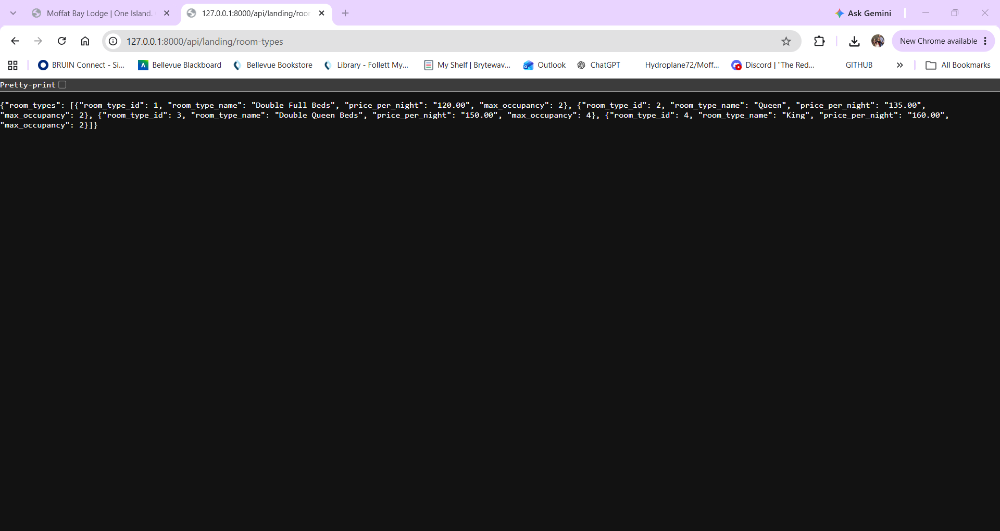 Moffat Bay Lodge | One Island.
127.0.0.1:8000/api/landing/roor
Ask Gemini
127.0.0.1:8000/api/landing/room-types
New Chrome available
BRUIN Connect - Si...
Bellevue Blackboard
Bellevue Bookstore
Library - Follett My...
My Shelf | Brytewav...
Outlook
ChatGPT
Hydroplane72/Moff...
Discord | "The Red...
GITHUB
»
All Bookmarks
Pretty-print
{"room_types": [{"room_type_id": 1, "room_type_name": "Double Full Beds", "price_per_night": "120.00", "max_occupancy": 2}, {"room_type_id": 2, "room_type_name": "Queen", "price_per_night": "135.00",
"max_occupancy": 2}, {"room_type_id": 3, "room_type_name": "Double Queen Beds", "price_per_night": "150.00", "max_occupancy": 4}, {"room_type_id": 4, "room_type_name": "King", "price_per_night": "160.00",
"max_occupancy": 2}]}